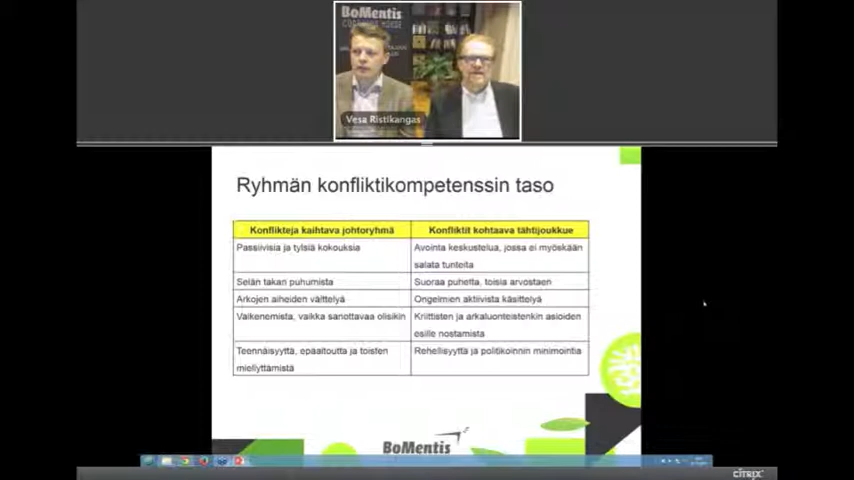 BoMentis
COACHING HOUSE
Vesa Ristikangas
Ryhmän konfliktikompetenssin taso
Konflikteja kaihtava johtoryhmä
Konfliktit kohtaava tähtijoukkue
Passiivisia ja tylsiä kokouksia
Avointa keskustelua, jossa ei myöskään
salata tunteita
Selän takan puhumista
Suoraa puhetta, toisia arvostaen
Arkojen aiheiden välttelyä
Ongelmien aktiivista käsittelyä
Vaikenemista, vaikka sanottavaa olisikin
Kriittisten ja arkaluonteistenkin asioiden
esille nostamista
Teennäisyyttä, epäaitoutta ja toisten
miellyttämistä
Rehellisyyttä ja politikoinnin minimointia
BoMentis
CITRIX